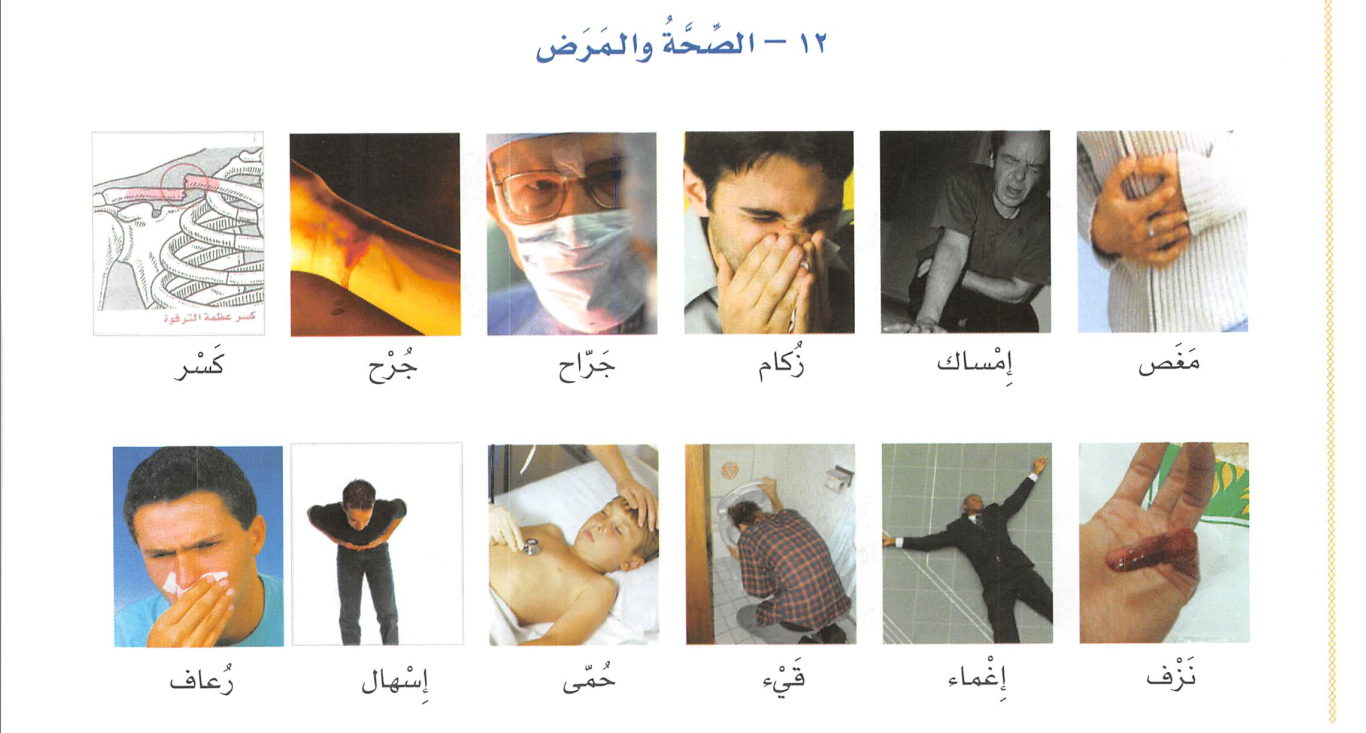 ١٢ – الصِّحَّةُ والمَرَض
كسر عظمة الترقوة
مَغَص إِمْساك زُكام جَرّاح جُرْح كَسْر
نَزْف إِغْماء قَيْء حُمّى إِسْهال رُعاف